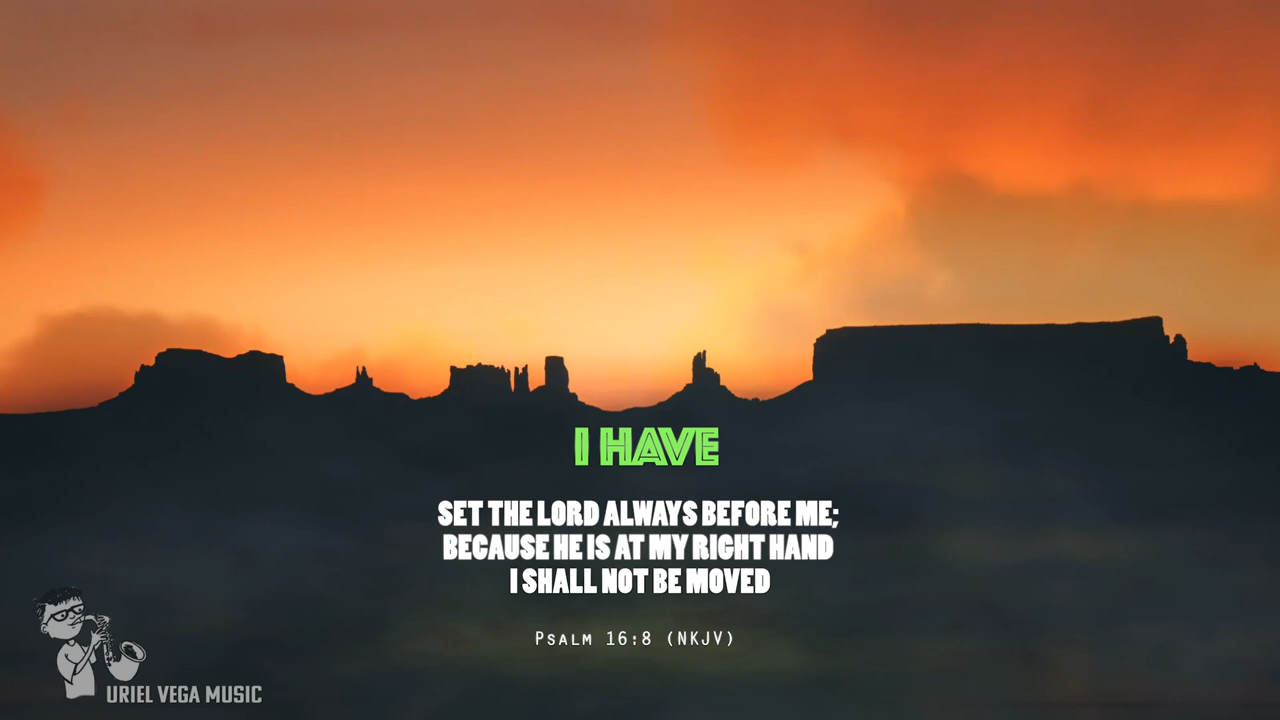 I HAVE
SET THE LORD ALWAYS BEFORE ME;
BECAUSE HE IS AT MY RIGHT HAND
I SHALL NOT BE MOVED
PSALM 16:8 (NKJV)
URIEL VEGA MUSIC